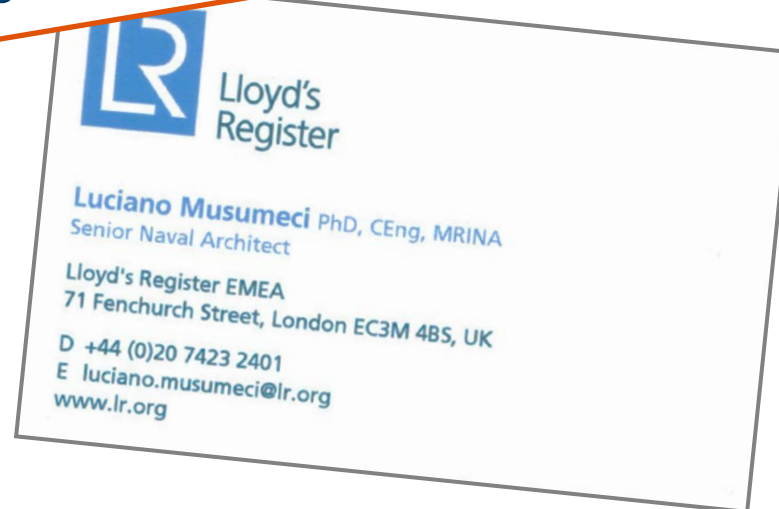 LR
Lloyd's
Register
Luciano Musumeci PhD, CEng, MRINA
Senior Naval Architect
Lloyd's Register EMEA
71 Fenchurch Street, London EC3M 4BS, UK
D +44 (0)20 7423 2401
E luciano.musumeci@lr.org
www.lr.org